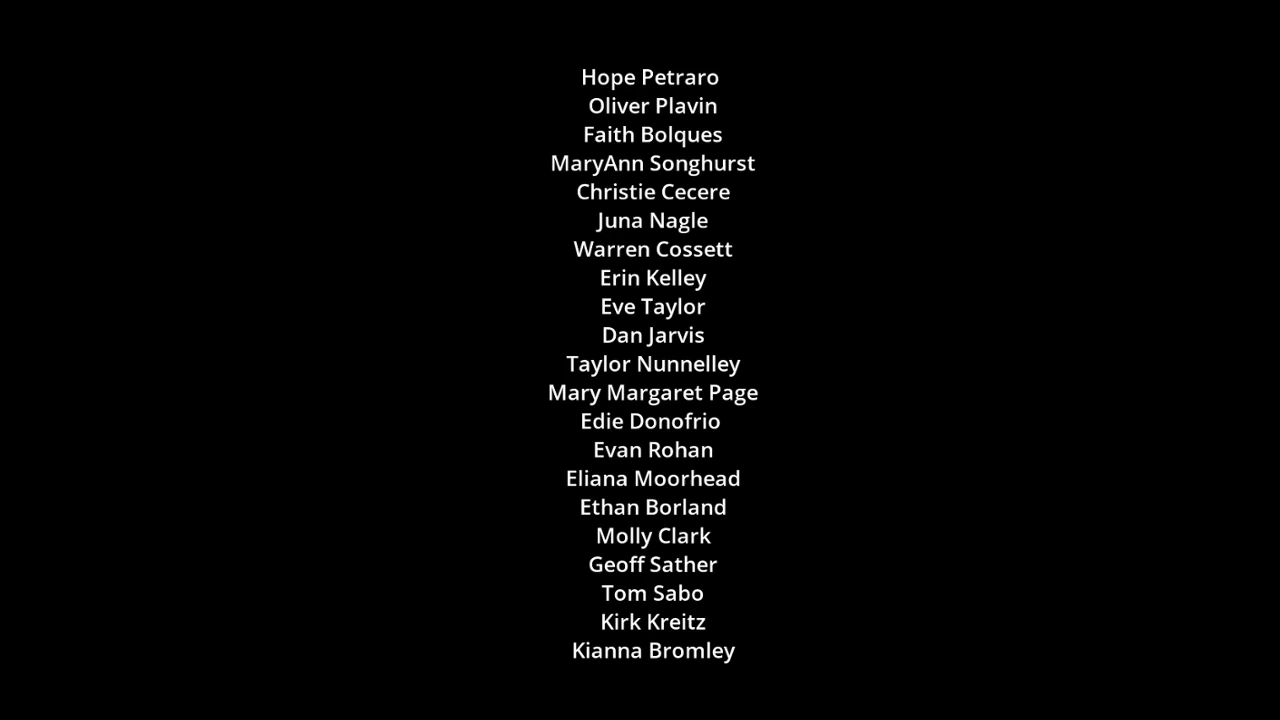 Hope Petraro
Oliver Plavin
Faith Bolques
MaryAnn Songhurst
Christie Cecere
Juna Nagle
Warren Cossett
Erin Kelley
Eve Taylor
Dan Jarvis
Taylor Nunnelley
Mary Margaret Page
Edie Donofrio
Evan Rohan
Eliana Moorhead
Ethan Borland
Molly Clark
Geoff Sather
Tom Sabo
Kirk Kreitz
Kianna Bromley